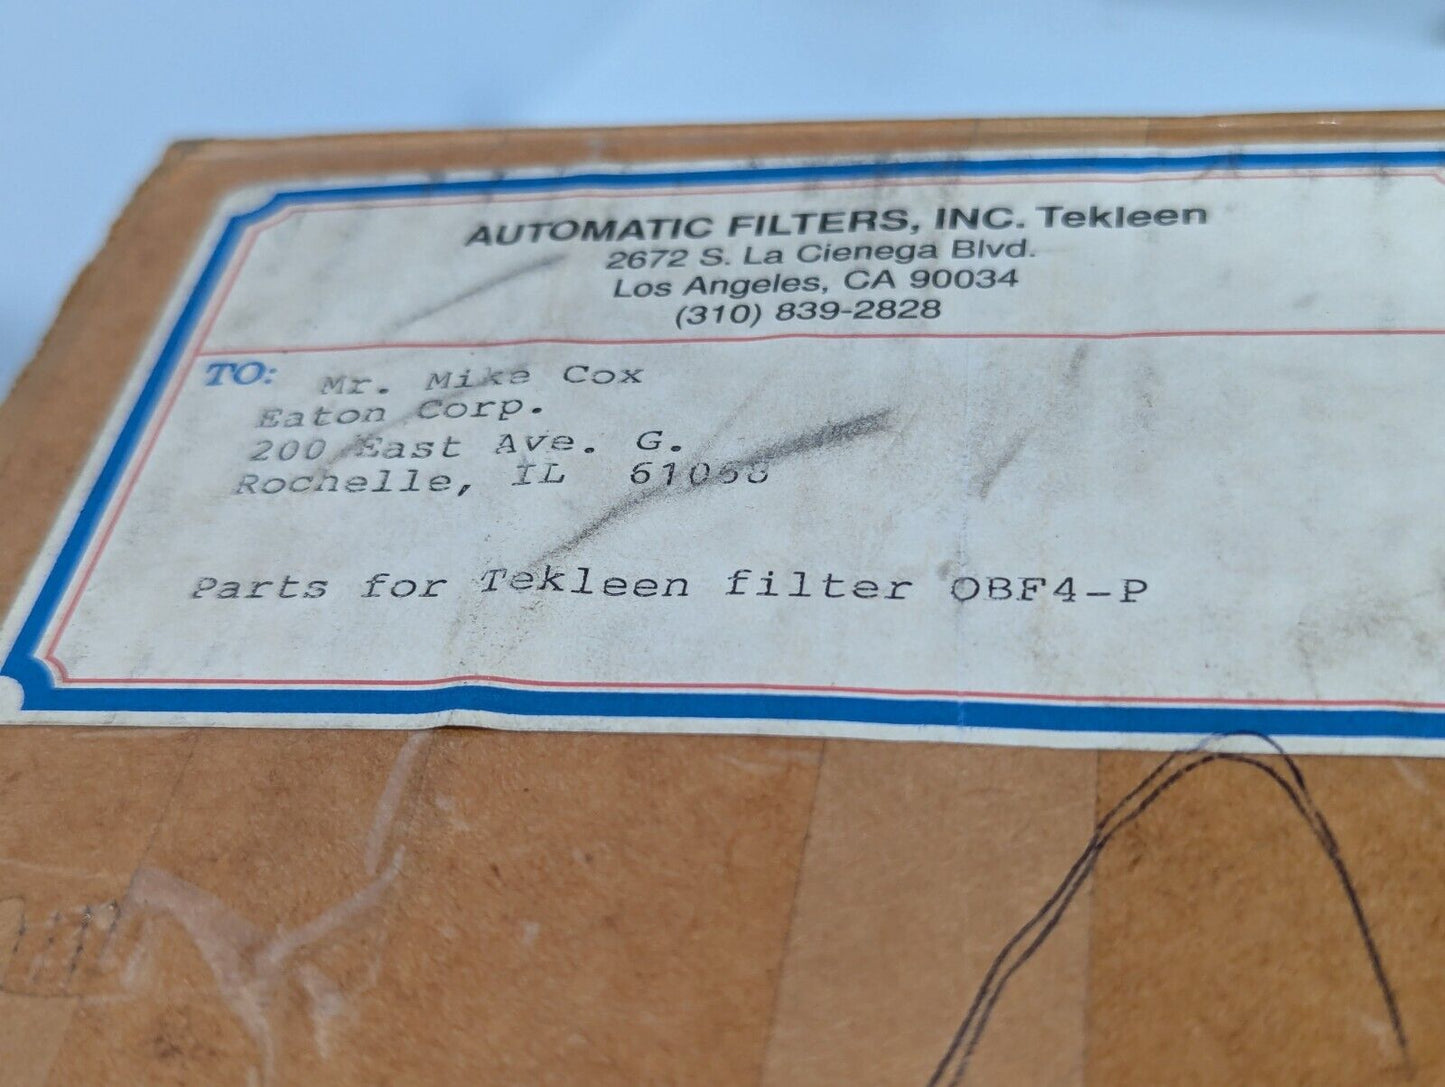 AUTOMATIC FILTERS, INC. Tekleen
2672 S. La Cienega Blvd.
Los Angeles, CA 90034
(310) 839-2828
TO: Mr. Mike Cox
Eaton Corp.
200 East Ave. G.
Rochelle, IL 61068
Parts for Tekleen filter OBF4-P